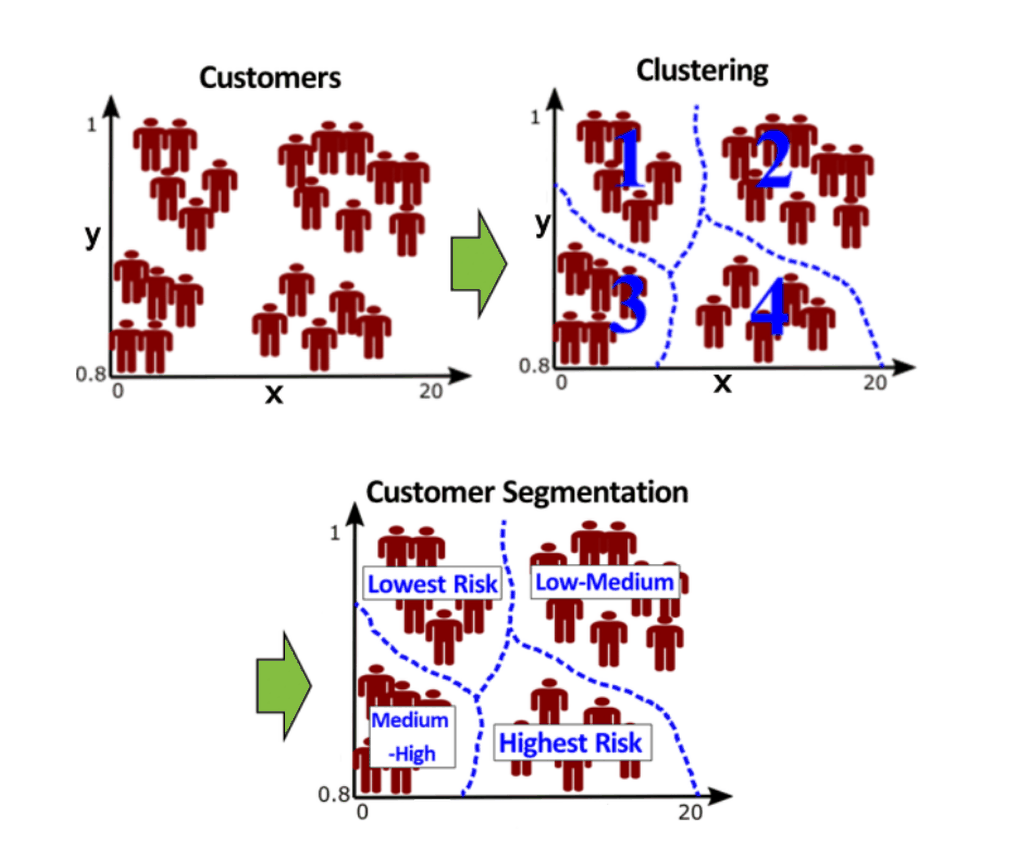 Customers
1
y
0.8
0
x
20
Clustering
1
y
0.8
0
x
20
1
2
3
4
Customer Segmentation
1
0.8
0
20
Lowest Risk
Low-Medium
Medium
-High
Highest Risk